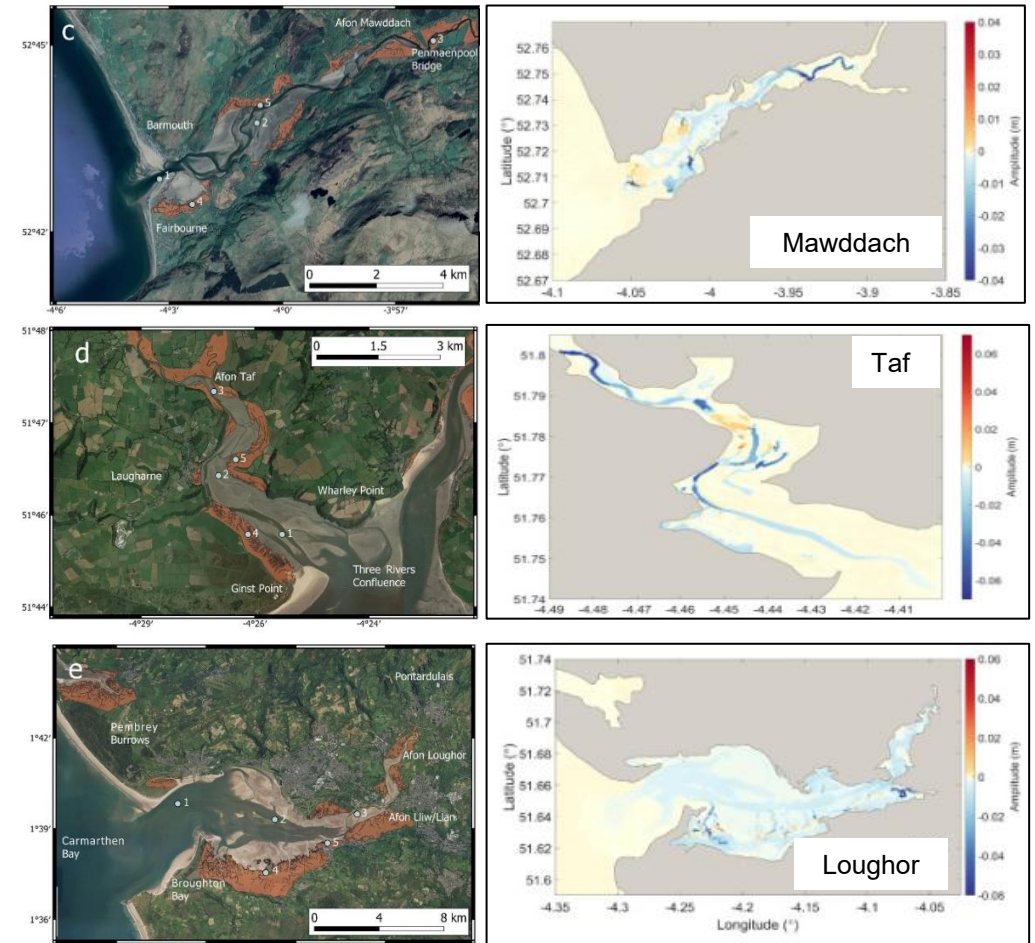 c
Afon Mawddach
3
Penmaenpool
Bridge
5
2
Barmouth
1
4
Fairbourne
0 2 4 km
52°45'
52°42'
-4°6' -4°3' -4°0' -3°57'
52.76
52.75
52.74
52.73
52.72
52.71
52.7
52.69
52.68
52.67
Latitude (°)
-4.1 -4.05 -4 -3.95 -3.9 -3.85
Mawddach
0.04
0.03
0.02
0.01
0
-0.01
-0.02
-0.03
-0.04
Amplitude (m)
d
0 1.5 3 km
Afon Taf
3
5
2
Laugharne
Wharley Point
4
1
Three Rivers
Confluence
Ginst Point
51°48'
51°47'
51°46'
51°44'
-4°29' -4°26' -4°24'
Taf
51.8
51.79
51.78
51.77
51.76
51.75
51.74
Latitude (°)
-4.49 -4.48 -4.47 -4.46 -4.45 -4.44 -4.43 -4.42 -4.41
0.06
0.04
0.02
0
-0.02
-0.04
-0.06
Amplitude (m)
e
Pontardulais
Pembrey
Burrows
Afon Loughor
1
2
3
Afon Lliw/Llan
5
4
Carmarthen
Bay
Broughton
Bay
0 4 8 km
1°42'
1°39'
1°36'
51.74
51.72
51.7
51.68
51.66
51.64
51.62
51.6
Latitude (°)
-4.35 -4.3 -4.25 -4.2 -4.15 -4.1 -4.05
Longitude (°)
Loughor
0.06
0.04
0.02
0
-0.02
-0.04
-0.06
Amplitude (m)